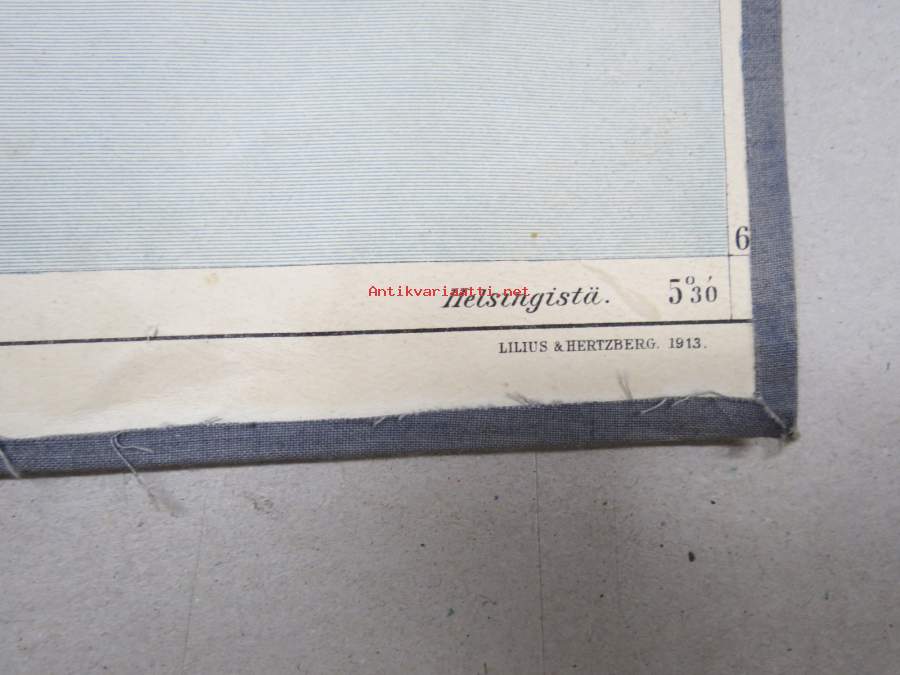 6
Antikvariaatti.net
Helsingistä. 5°30′
LILIUS & HERTZBERG. 1913.